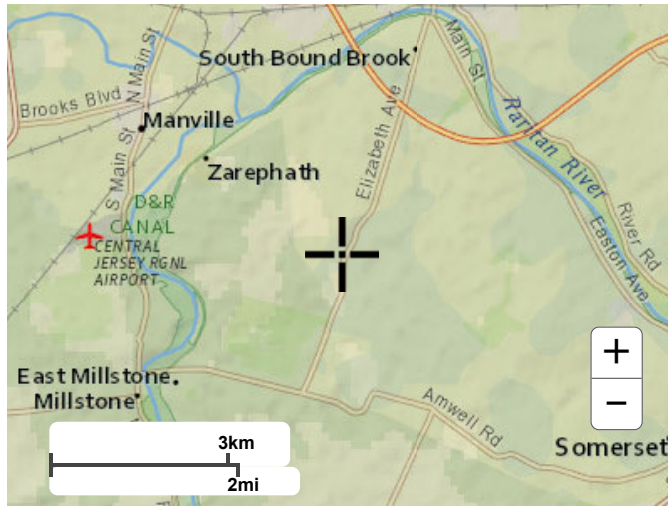 South Bound Brook
Main St
N Main St
Brooks Blvd
Manville
Elizabeth Ave
Raritan River
Zarephath
S Main St
D&R
CANAL
CENTRAL
JERSEY RGNL
AIRPORT
River Rd
Easton Ave
+
−
East Millstone
Millstone
Amwell Rd
Somerset
3km
2mi